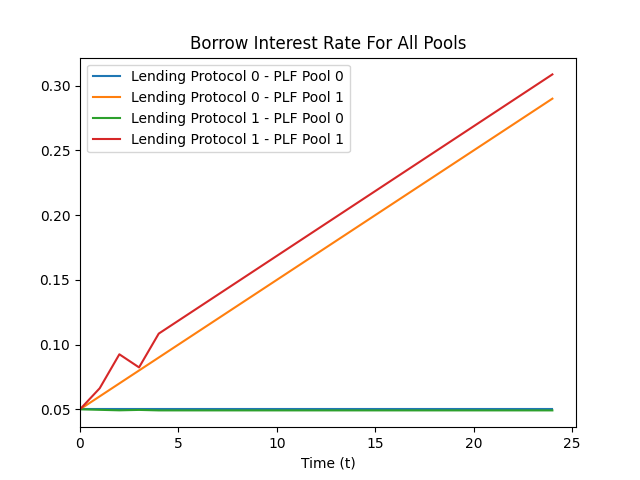 Borrow Interest Rate For All Pools
Lending Protocol 0 - PLF Pool 0
Lending Protocol 0 - PLF Pool 1
Lending Protocol 1 - PLF Pool 0
Lending Protocol 1 - PLF Pool 1
0.30
0.25
0.20
0.15
0.10
0.05
0 5 10 15 20 25
Time (t)